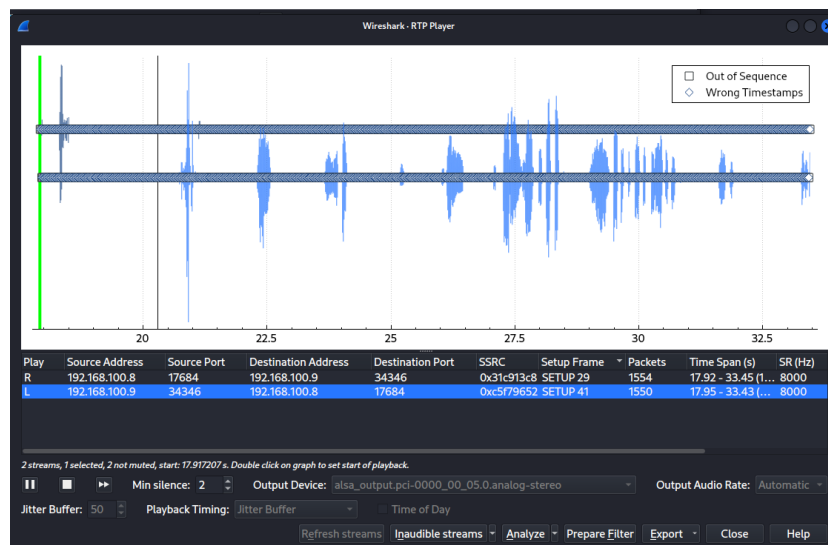 Wireshark · RTP Player
Out of Sequence
Wrong Timestamps
20 22.5 25 27.5 30 32.5
Play Source Address Source Port Destination Address Destination Port SSRC Setup Frame Packets Time Span (s) SR (Hz)
R 192.168.100.8 17684 192.168.100.9 34346 0x31c913c8 SETUP 29 1554 17.92 - 33.45 (1... 8000
L 192.168.100.9 34346 192.168.100.8 17684 0xc5f79652 SETUP 41 1550 17.95 - 33.43 (... 8000
2 streams, 1 selected, 2 not muted, start: 17.917207 s. Double click on graph to set start of playback.
Min silence: 2 Output Device: alsa_output.pci-0000_00_05.0.analog-stereo Output Audio Rate: Automatic
Jitter Buffer: 50 Playback Timing: Jitter Buffer Time of Day
Refresh streams Inaudible streams Analyze Prepare Filter Export Close Help